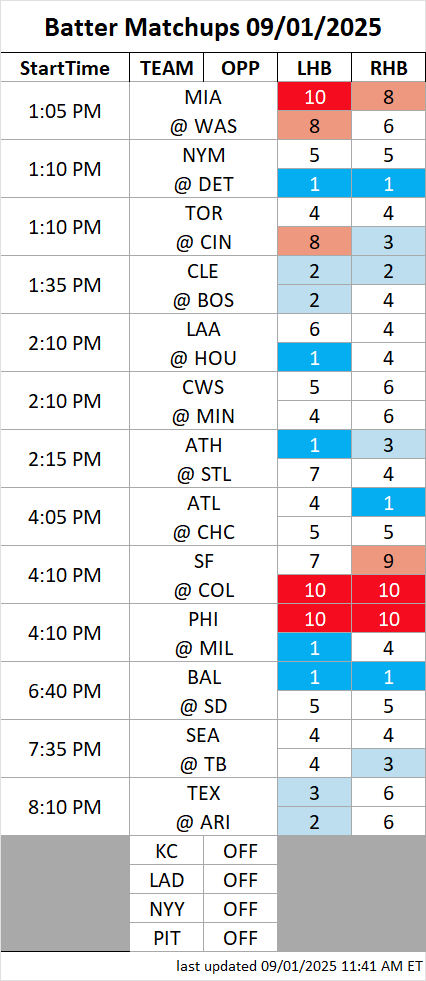 Batter Matchups 09/01/2025
StartTime TEAM OPP LHB RHB
1:05 PM MIA 10 8
@ WAS 8 6
1:10 PM NYM 5 5
@ DET 1 1
1:10 PM TOR 4 4
@ CIN 8 3
1:35 PM CLE 2 2
@ BOS 2 4
2:10 PM LAA 6 4
@ HOU 1 4
2:10 PM CWS 5 6
@ MIN 4 6
2:15 PM ATH 1 3
@ STL 7 4
4:05 PM ATL 4 1
@ CHC 5 5
4:10 PM SF 7 9
@ COL 10 10
4:10 PM PHI 10 10
@ MIL 1 4
6:40 PM BAL 1 1
@ SD 5 5
7:35 PM SEA 4 4
@ TB 4 3
8:10 PM TEX 3 6
@ ARI 2 6
KC OFF
LAD OFF
NYY OFF
PIT OFF
last updated 09/01/2025 11:41 AM ET